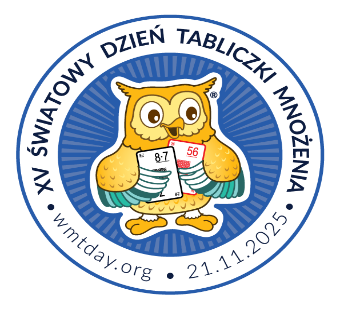 XV ŚWIATOWY DZIEŃ TABLICZKI MNOŻENIA
®
8·7
56
wmtday.org • 21.11.2025